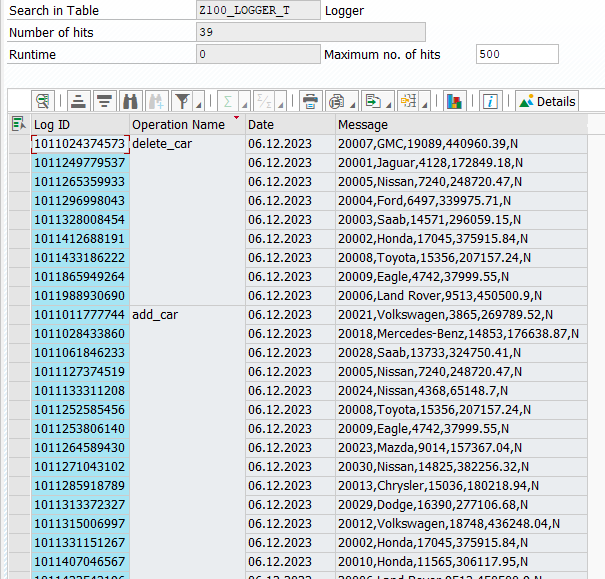 Search in Table Z100_LOGGER_T Logger
Number of hits 39
Runtime 0 Maximum no. of hits 500
Details
Log ID Operation Name Date Message
1011024374573 delete_car 06.12.2023 20007,GMC,19089,440960.39,N
1011249779537 06.12.2023 20001,Jaguar,4128,172849.18,N
1011265359933 06.12.2023 20005,Nissan,7240,248720.47,N
1011296998043 06.12.2023 20004,Ford,6497,339975.71,N
1011328008454 06.12.2023 20003,Saab,14571,296059.15,N
1011412688191 06.12.2023 20002,Honda,17045,375915.84,N
1011433186222 06.12.2023 20008,Toyota,15356,207157.24,N
1011865949264 06.12.2023 20009,Eagle,4742,37999.55,N
1011988930690 06.12.2023 20006,Land Rover,9513,450500.9,N
1011011777744 add_car 06.12.2023 20021,Volkswagen,3865,269789.52,N
1011028433860 06.12.2023 20018,Mercedes-Benz,14853,176638.87,N
1011061846233 06.12.2023 20028,Saab,13733,324750.41,N
1011127374519 06.12.2023 20005,Nissan,7240,248720.47,N
1011133311208 06.12.2023 20024,Nissan,4368,65148.7,N
1011252585456 06.12.2023 20008,Toyota,15356,207157.24,N
1011253806140 06.12.2023 20009,Eagle,4742,37999.55,N
1011264589430 06.12.2023 20023,Mazda,9014,157367.04,N
1011271043102 06.12.2023 20030,Nissan,14825,382256.32,N
1011285918789 06.12.2023 20013,Chrysler,15036,180218.94,N
1011313372327 06.12.2023 20029,Dodge,16390,277106.68,N
1011315006997 06.12.2023 20012,Volkswagen,18748,436248.04,N
1011331151267 06.12.2023 20002,Honda,17045,375915.84,N
1011407046567 06.12.2023 20010,Honda,11565,306117.95,N